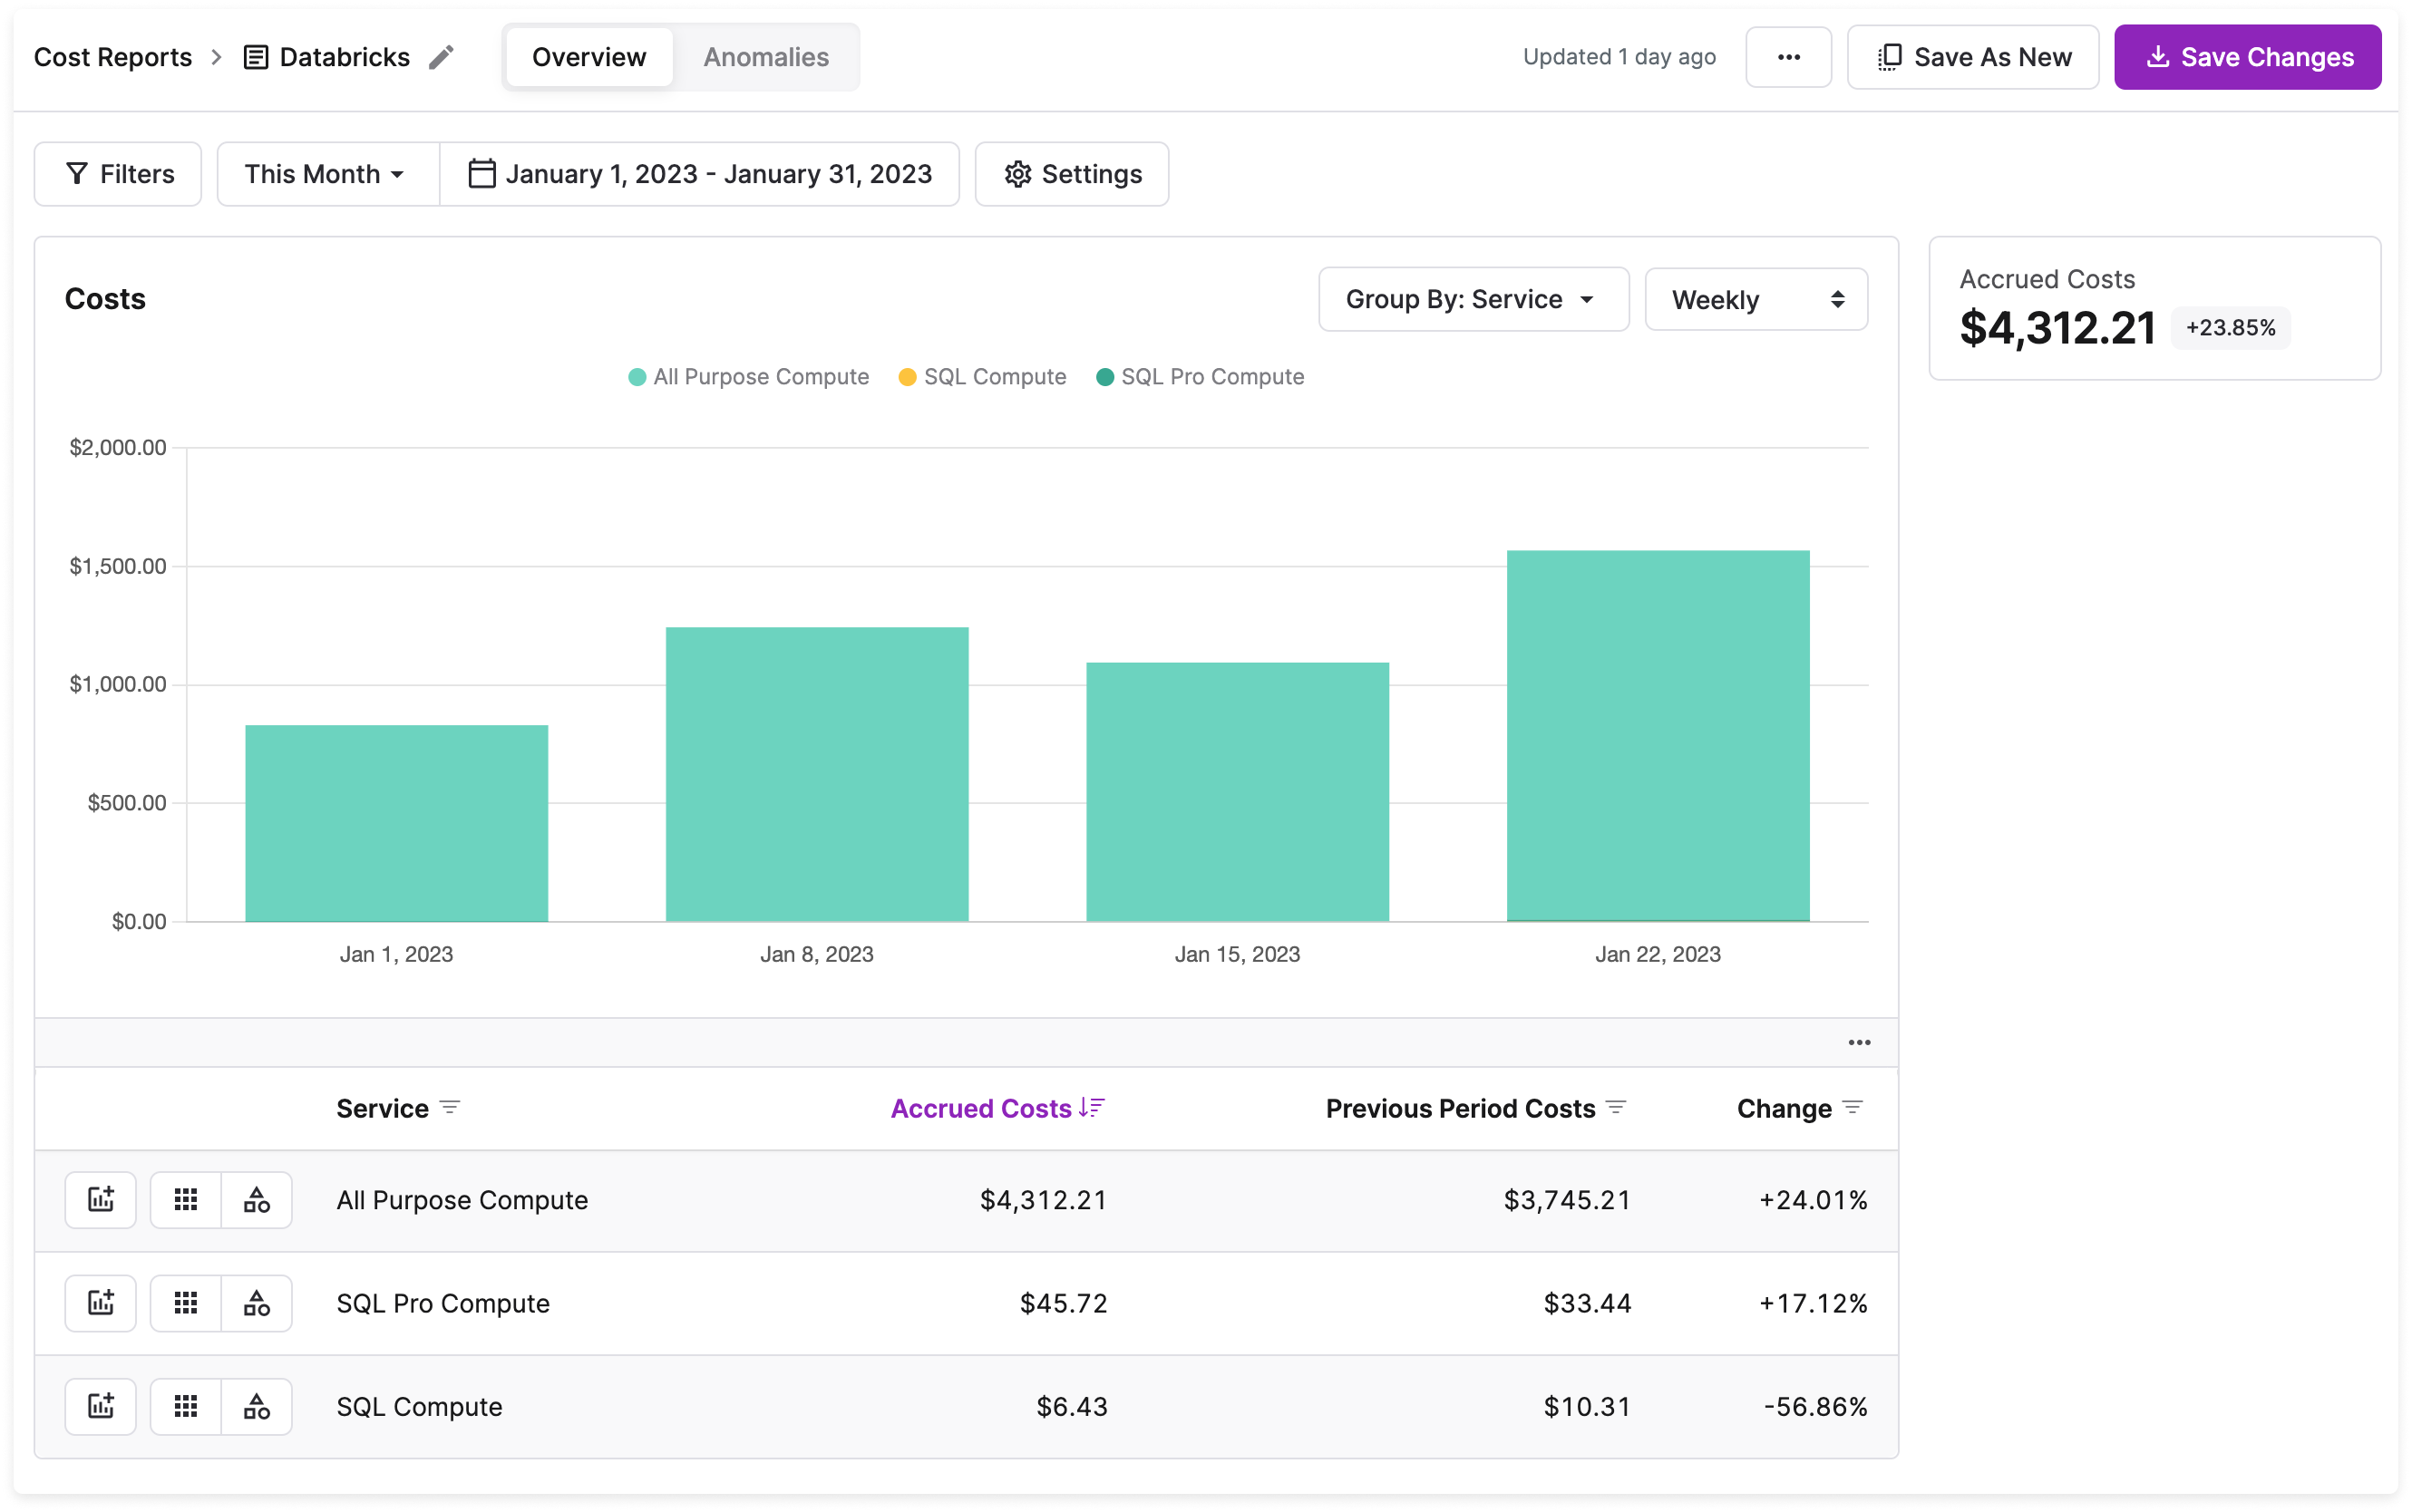 Cost Reports > Databricks Overview Anomalies Updated 1 day ago ••• Save As New Save Changes
Filters This Month January 1, 2023 - January 31, 2023 Settings
Costs Group By: Service Weekly
Accrued Costs
$4,312.21 +23.85%
All Purpose Compute SQL Compute SQL Pro Compute
$2,000.00
$1,500.00
$1,000.00
$500.00
$0.00
Jan 1, 2023 Jan 8, 2023 Jan 15, 2023 Jan 22, 2023
•••
Service Accrued Costs Previous Period Costs Change
All Purpose Compute $4,312.21 $3,745.21 +24.01%
SQL Pro Compute $45.72 $33.44 +17.12%
SQL Compute $6.43 $10.31 -56.86%